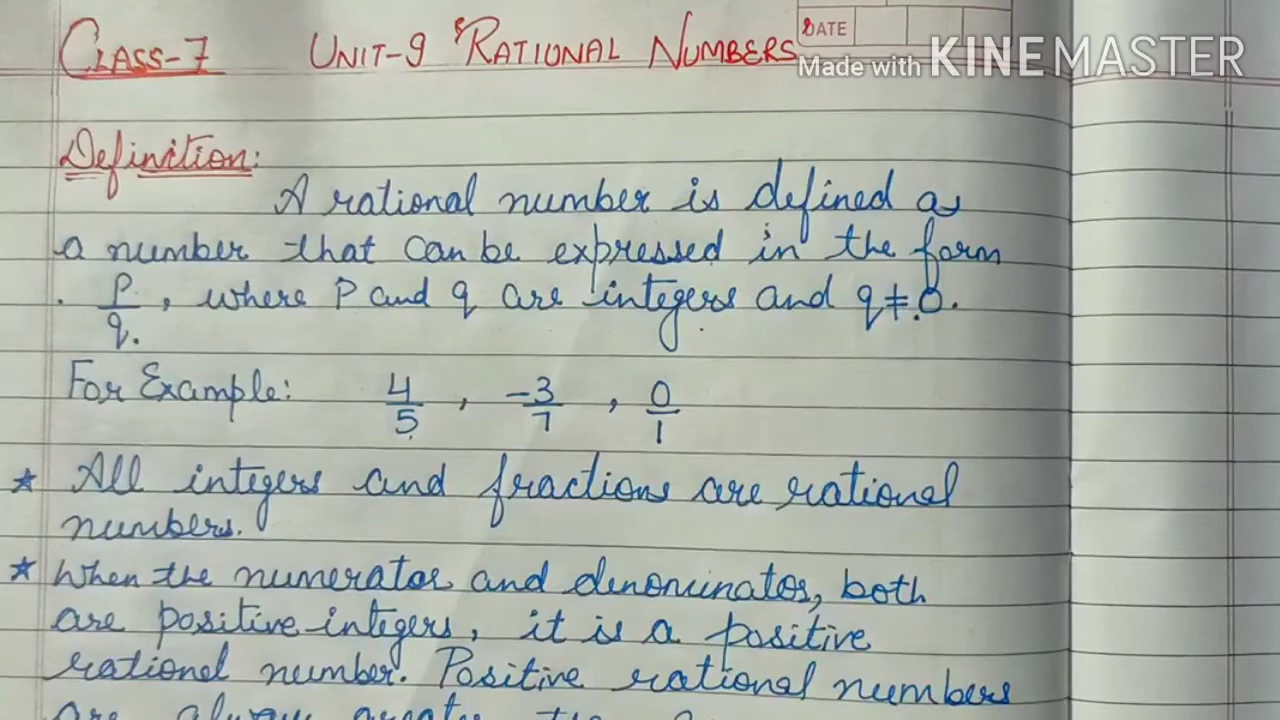 CLASS-7 UNIT-9 RATIONAL NUMBERS
DATE
Made with KINEMASTER
Definition:
A rational number is defined as
a number that can be expressed in the form
p/q, where p and q are integers and q≠0.
For Example: 4/5, -3/7, 0/1
* All integers and fractions are rational
numbers.
* When the numerator and denominator, both
are positive integers, it is a positive
rational number. Positive rational numbers
are always greater